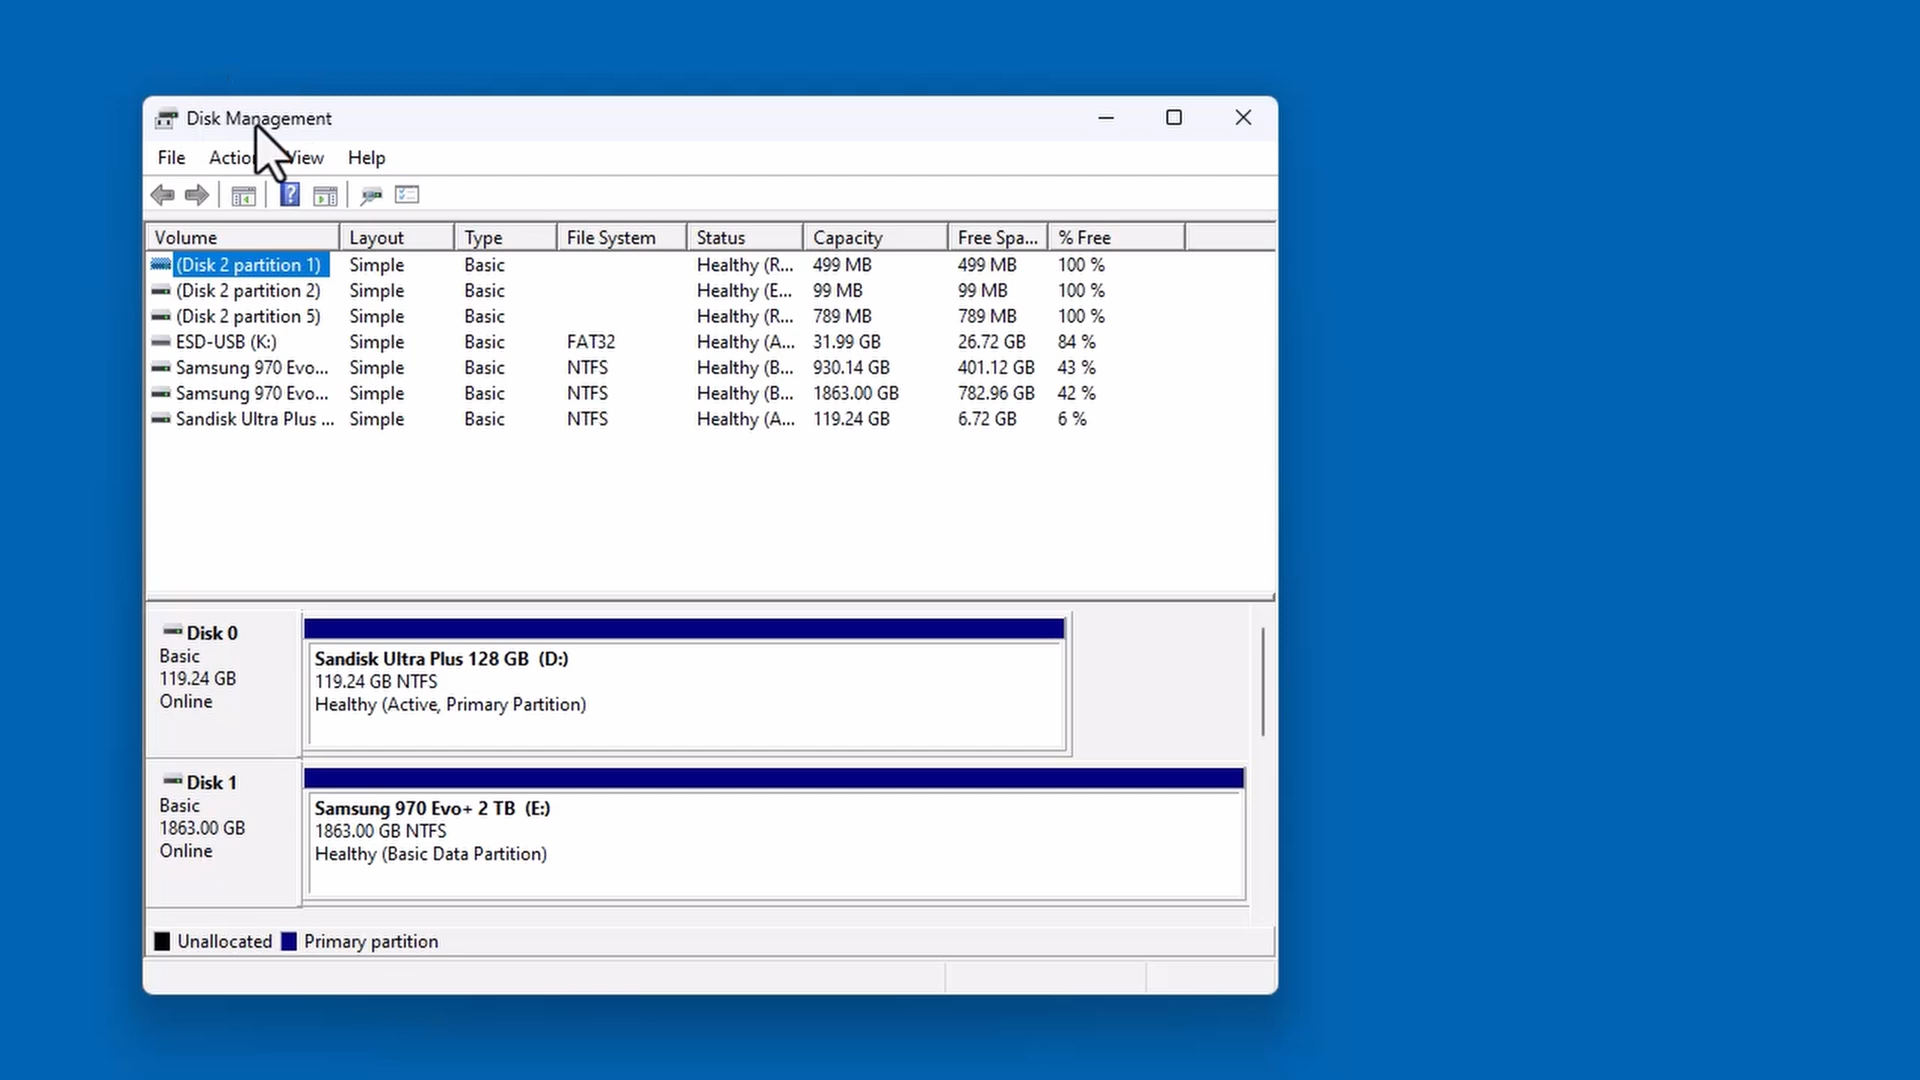 Disk Management
File Action View Help
Volume Layout Type File System Status Capacity Free Spa... % Free
(Disk 2 partition 1) Simple Basic Healthy (R... 499 MB 499 MB 100 %
(Disk 2 partition 2) Simple Basic Healthy (E... 99 MB 99 MB 100 %
(Disk 2 partition 5) Simple Basic Healthy (R... 789 MB 789 MB 100 %
ESD-USB (K:) Simple Basic FAT32 Healthy (A... 31.99 GB 26.72 GB 84 %
Samsung 970 Evo... Simple Basic NTFS Healthy (B... 930.14 GB 401.12 GB 43 %
Samsung 970 Evo... Simple Basic NTFS Healthy (B... 1863.00 GB 782.96 GB 42 %
Sandisk Ultra Plus ... Simple Basic NTFS Healthy (A... 119.24 GB 6.72 GB 6 %
Disk 0
Basic
119.24 GB
Online
Sandisk Ultra Plus 128 GB (D:)
119.24 GB NTFS
Healthy (Active, Primary Partition)
Disk 1
Basic
1863.00 GB
Online
Samsung 970 Evo+ 2 TB (E:)
1863.00 GB NTFS
Healthy (Basic Data Partition)
Unallocated Primary partition